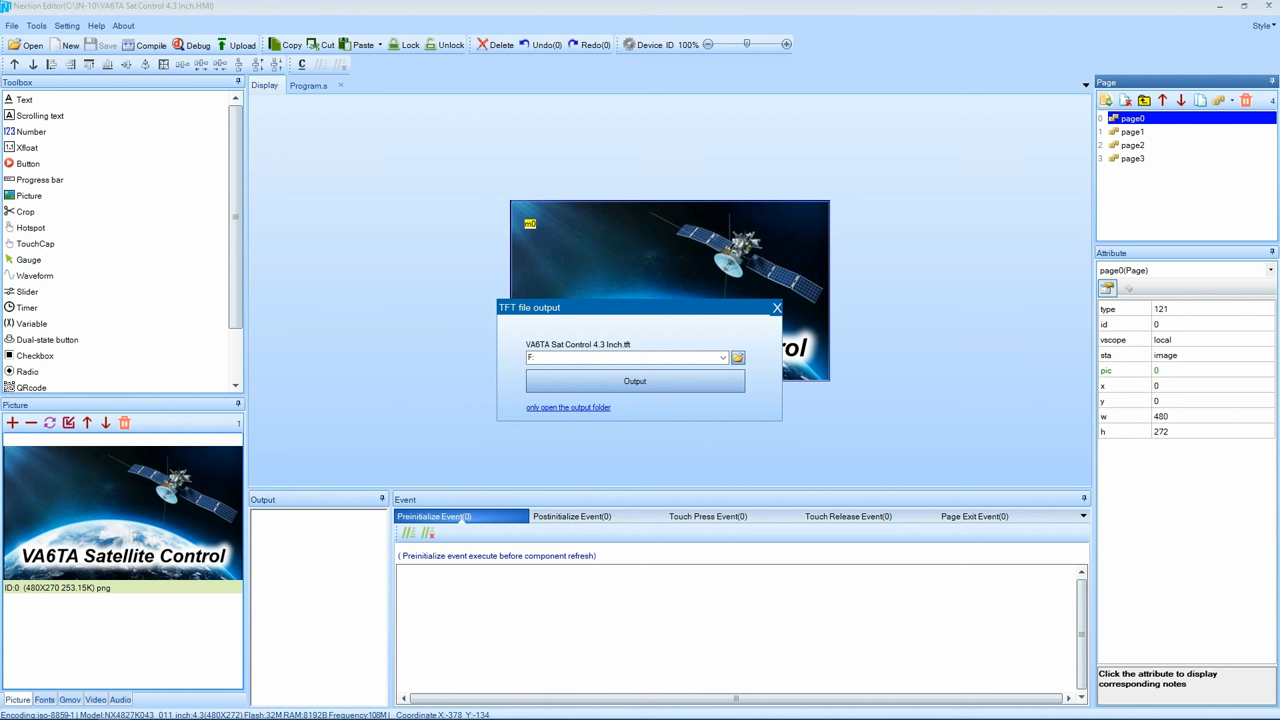 Nextion Editor(C:\IN-10\VA6TA Sat Control 4.3 Inch.HMI)
File Tools Setting Help About Style
Open New Save Compile Debug Upload Copy Cut Paste Lock Unlock Delete Undo(0) Redo(0) Device ID 100%
Toolbox
Text
Scrolling text
Number
Xfloat
Button
Progress bar
Picture
Crop
Hotspot
TouchCap
Gauge
Waveform
Slider
Timer
Variable
Dual-state button
Checkbox
Radio
QRcode
Picture
1
VA6TA Satellite Control
ID:0 (480X270 253.15K) png
Picture Fonts Gmov Video Audio
Display Program.s
m0
TFT file output X
VA6TA Sat Control 4.3 Inch.tft
F:
Output
only open the output folder
rol
Output
Event
Preinitialize Event(0) Postinitialize Event(0) Touch Press Event(0) Touch Release Event(0) Page Exit Event(0)
( Preinitialize event execute before component refresh)
Page
4
0 page0
1 page1
2 page2
3 page3
Attribute
page0(Page)
type 121
id 0
vscope local
sta image
pic 0
x 0
y 0
w 480
h 272
Click the attribute to display
corresponding notes
Encoding:iso-8859-1 Model:NX4827K043_011 inch:4.3(480X272) Flash:32M RAM:8192B Frequency:108M Coordinate X:-378 Y:-134